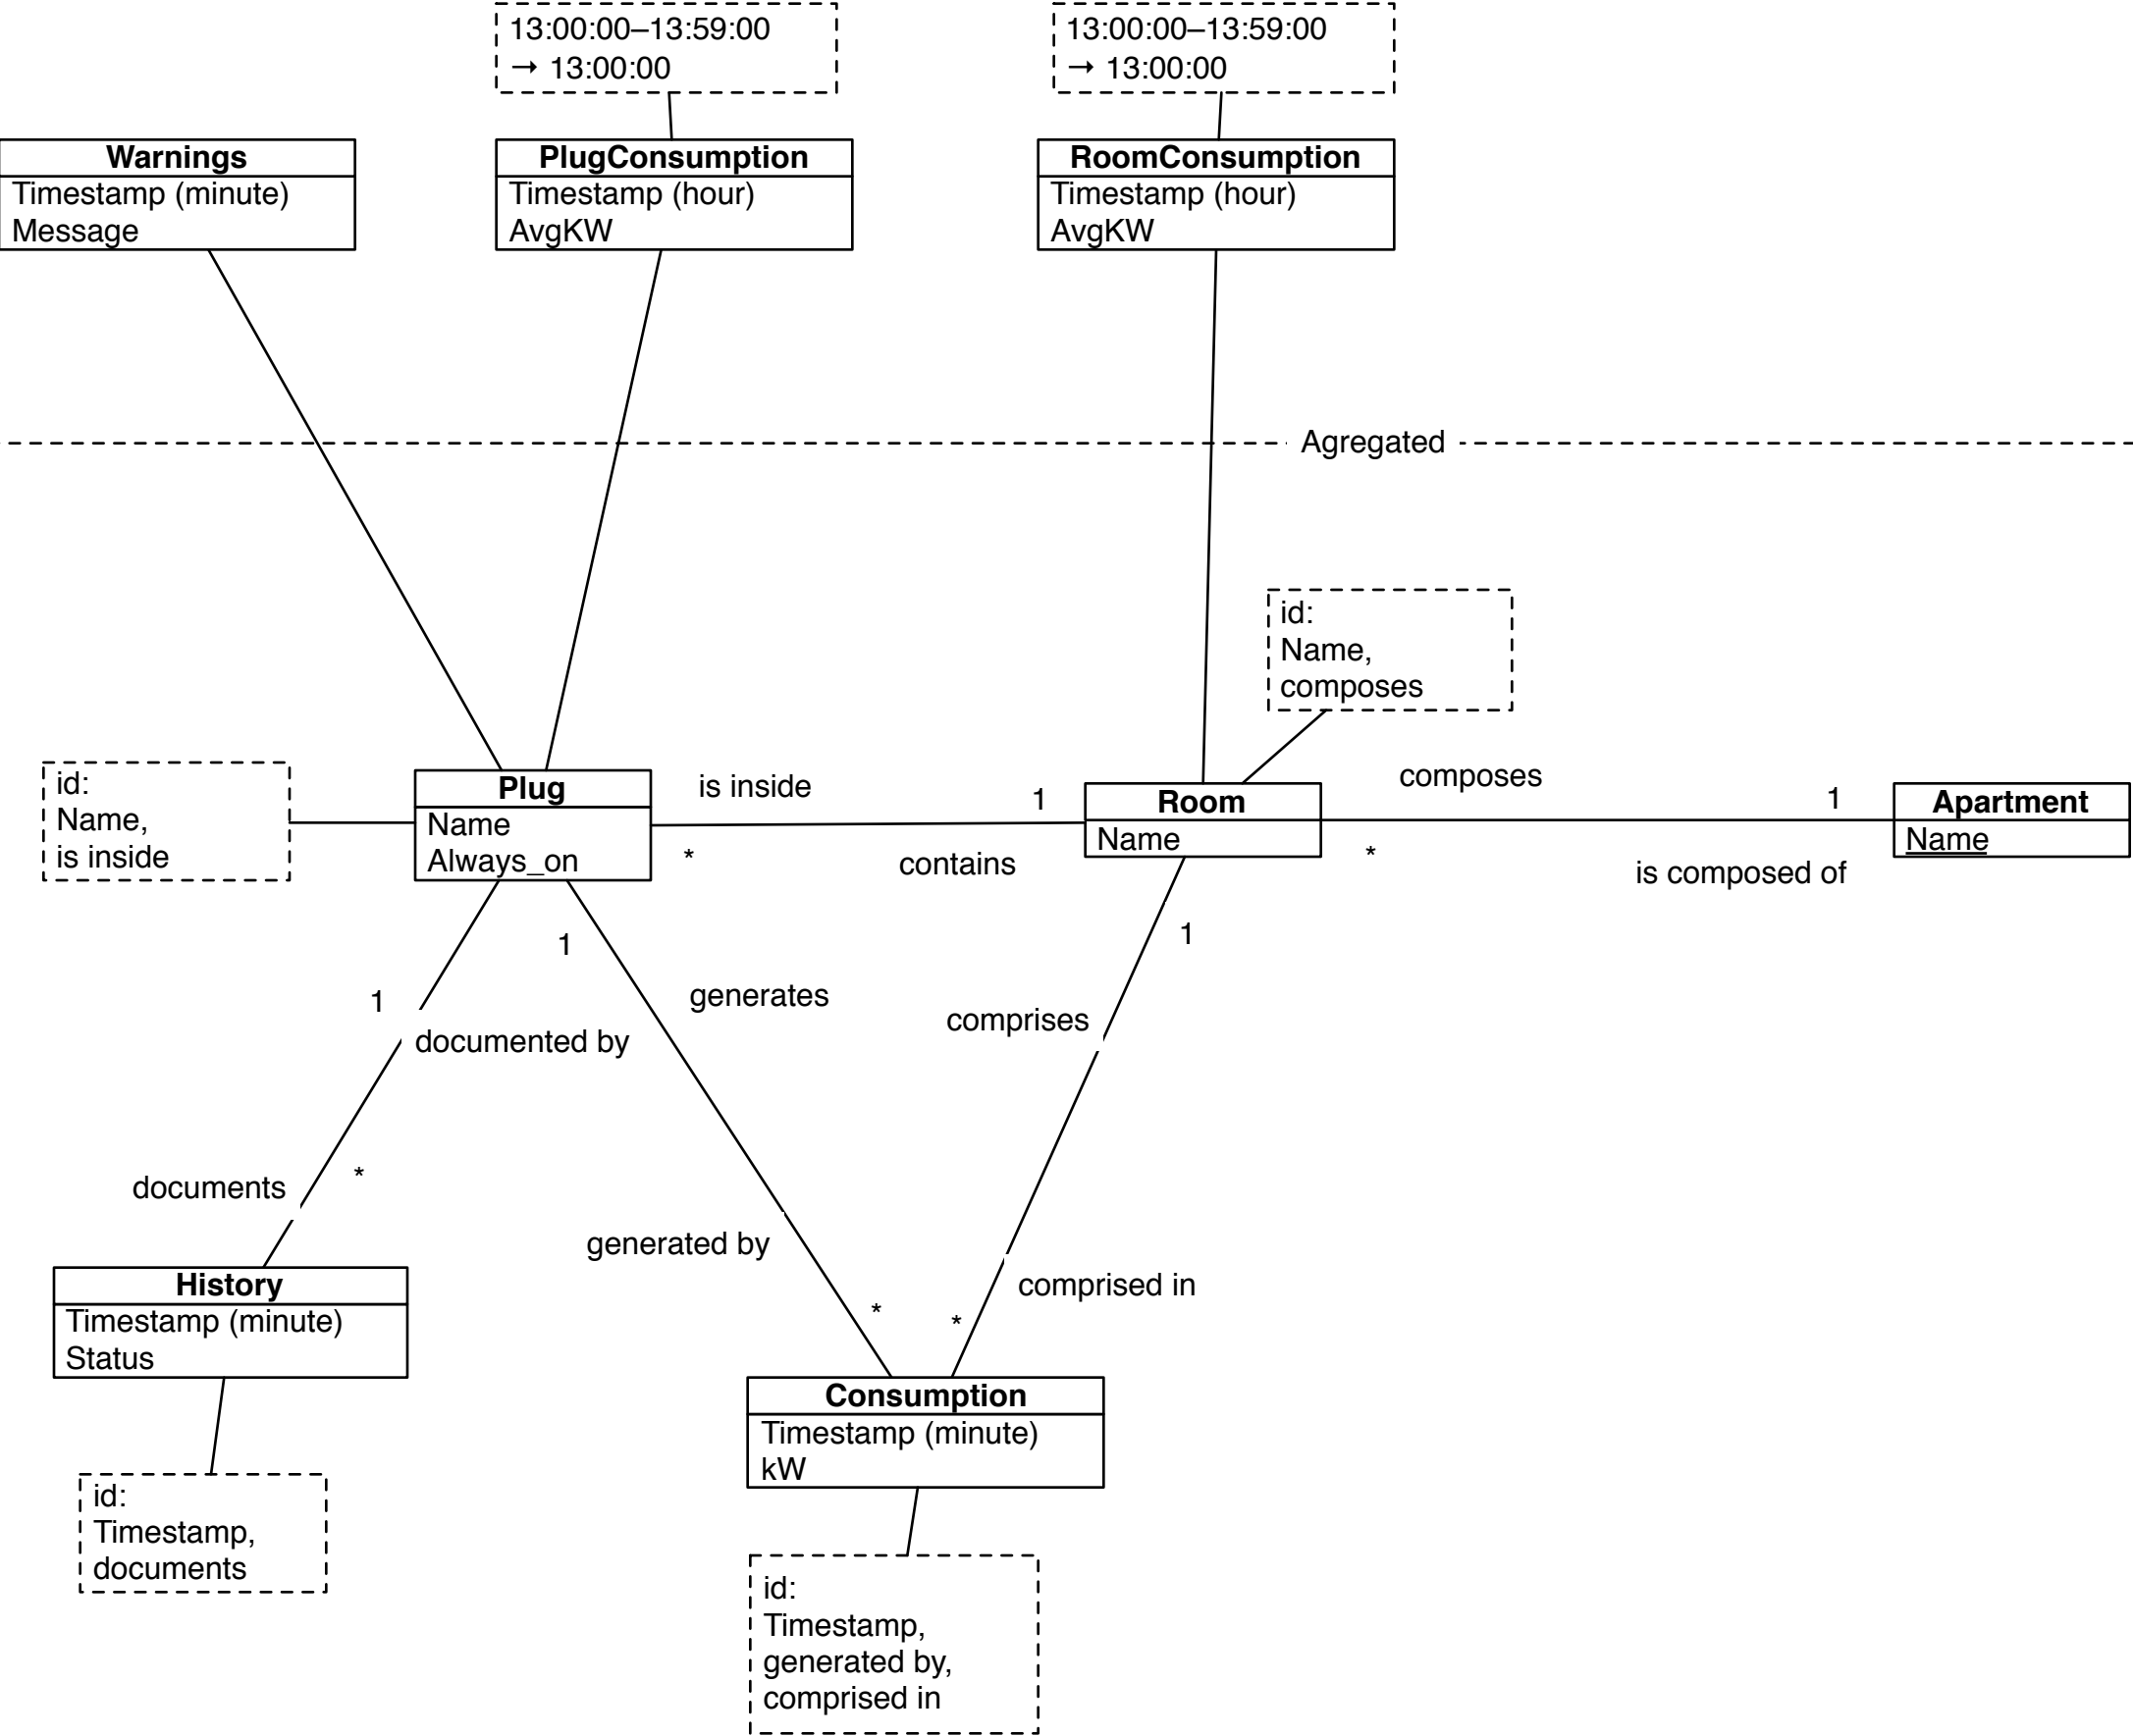 13:00:00–13:59:00
→ 13:00:00
13:00:00–13:59:00
→ 13:00:00
Warnings
Timestamp (minute)
Message
PlugConsumption
Timestamp (hour)
AvgKW
RoomConsumption
Timestamp (hour)
AvgKW
Agregated
id:
Name,
composes
id:
Name,
is inside
Plug
Name
Always_on
is inside
1
*
contains
Room
Name
composes
1
*
is composed of
Apartment
Name
1
1
1
generates
comprises
documented by
documents
*
generated by
*
*
comprised in
History
Timestamp (minute)
Status
Consumption
Timestamp (minute)
kW
id:
Timestamp,
documents
id:
Timestamp,
generated by,
comprised in